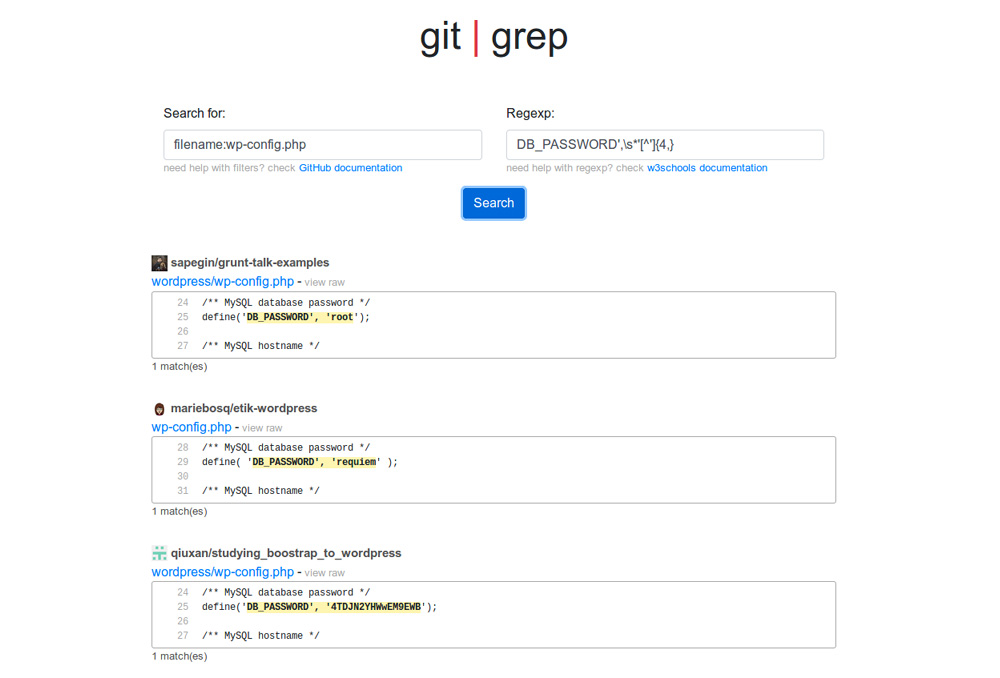 git | grep
Search for:
Regexp:
filename:wp-config.php
DB_PASSWORD',\s*'[^']{4,}
need help with filters? check GitHub documentation
need help with regexp? check w3schools documentation
Search
sapegin/grunt-talk-examples
wordpress/wp-config.php - view raw
24 /** MySQL database password */
25 define('DB_PASSWORD', 'root');
26
27 /** MySQL hostname */
1 match(es)
mariebosq/etik-wordpress
wp-config.php - view raw
28 /** MySQL database password */
29 define( 'DB_PASSWORD', 'requiem' );
30
31 /** MySQL hostname */
1 match(es)
qiuxan/studying_boostrap_to_wordpress
wordpress/wp-config.php - view raw
24 /** MySQL database password */
25 define('DB_PASSWORD', '4TDJN2YHWwEM9EWB');
26
27 /** MySQL hostname */
1 match(es)